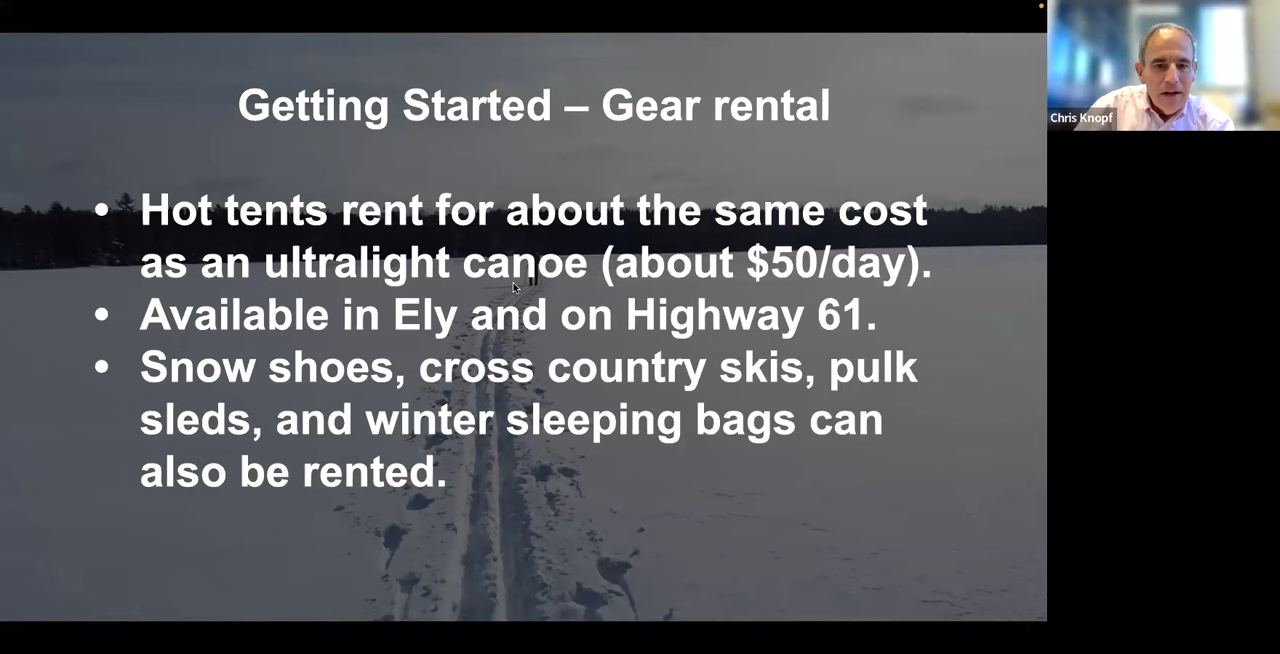 Getting Started – Gear rental
• Hot tents rent for about the same cost
as an ultralight canoe (about $50/day).
• Available in Ely and on Highway 61.
• Snow shoes, cross country skis, pulk
sleds, and winter sleeping bags can
also be rented.
Chris Knopf